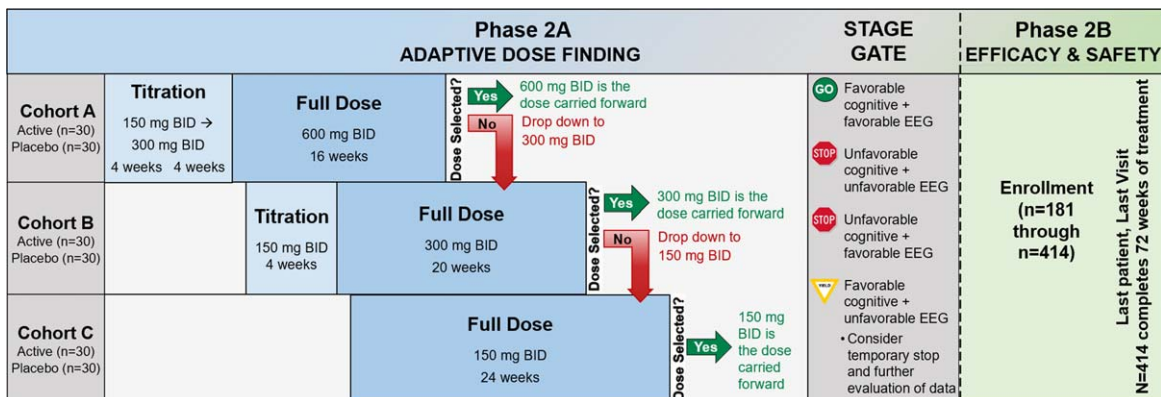 Phase 2A
ADAPTIVE DOSE FINDING
STAGE
GATE
Phase 2B
EFFICACY & SAFETY
Cohort A
Active (n=30)
Placebo (n=30)
Titration
150 mg BID →
300 mg BID
4 weeks 4 weeks
Full Dose
600 mg BID
16 weeks
Dose Selected?
Yes
600 mg BID is the
dose carried forward
No
Drop down to
300 mg BID
Cohort B
Active (n=30)
Placebo (n=30)
Titration
150 mg BID
4 weeks
Full Dose
300 mg BID
20 weeks
Dose Selected?
Yes
300 mg BID is the
dose carried forward
No
Drop down to
150 mg BID
Cohort C
Active (n=30)
Placebo (n=30)
Full Dose
150 mg BID
24 weeks
Dose Selected?
Yes
150 mg
BID is
the dose
carried
forward
GO
Favorable
cognitive +
favorable EEG
STOP
Unfavorable
cognitive +
unfavorable EEG
STOP
Unfavorable
cognitive +
favorable EEG
YIELD
Favorable
cognitive +
unfavorable EEG
• Consider
temporary stop
and further
evaluation of data
Enrollment
(n=181
through
n=414)
Last patient, Last Visit
N=414 completes 72 weeks of treatment